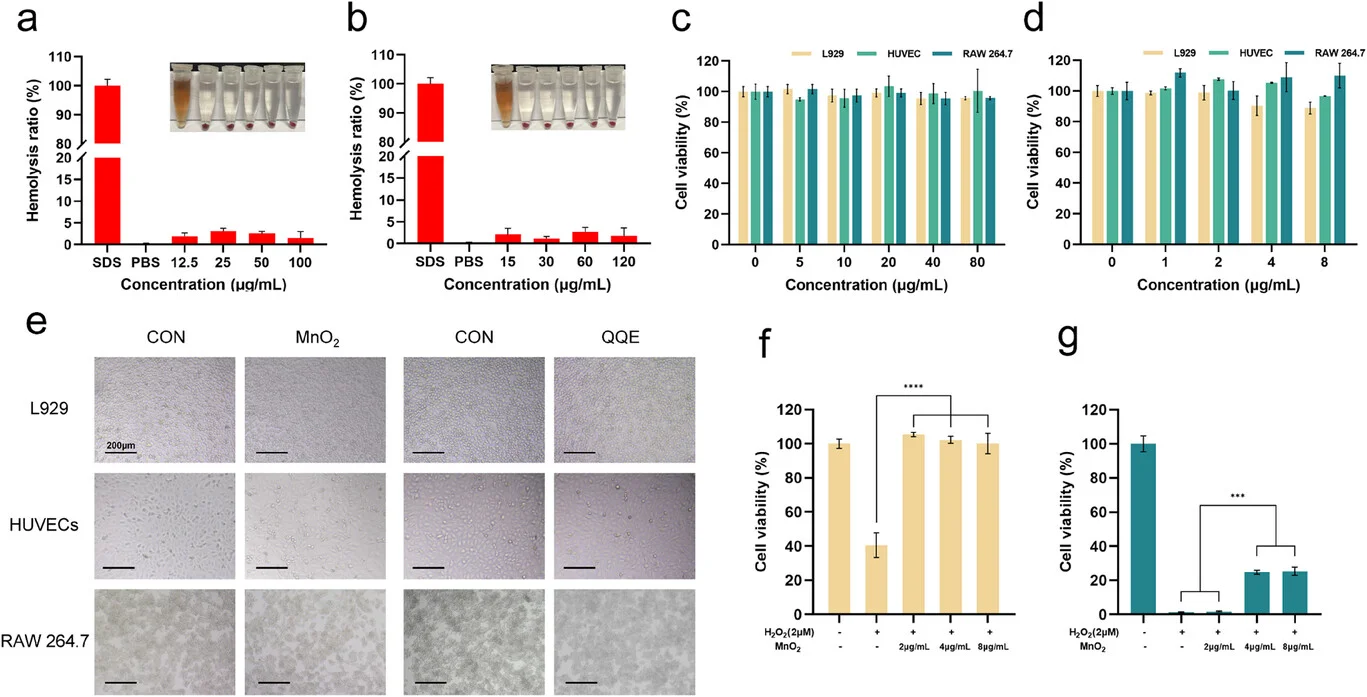 a
110
100
90
80
20
15
10
5
0
Hemolysis ratio (%)
SDS PBS 12.5 25 50 100
Concentration (μg/mL)
b
110
100
90
80
20
15
10
5
0
Hemolysis ratio (%)
SDS PBS 15 30 60 120
Concentration (μg/mL)
c
L929 HUVEC RAW 264.7
120
100
80
60
40
20
0
Cell viability (%)
0 5 10 20 40 80
Concentration (μg/mL)
d
L929 HUVEC RAW 264.7
120
100
80
60
40
20
0
Cell viability (%)
0 1 2 4 8
Concentration (μg/mL)
e
CON MnO₂ CON QQE
L929
200μm
HUVECs
RAW 264.7
f
****
120
100
80
60
40
20
0
Cell viability (%)
H₂O₂(2μM) - + + + +
MnO₂ - - 2μg/mL 4μg/mL 8μg/mL
g
***
120
100
80
60
40
20
0
Cell viability (%)
H₂O₂(2μM) - + + + +
MnO₂ - - 2μg/mL 4μg/mL 8μg/mL